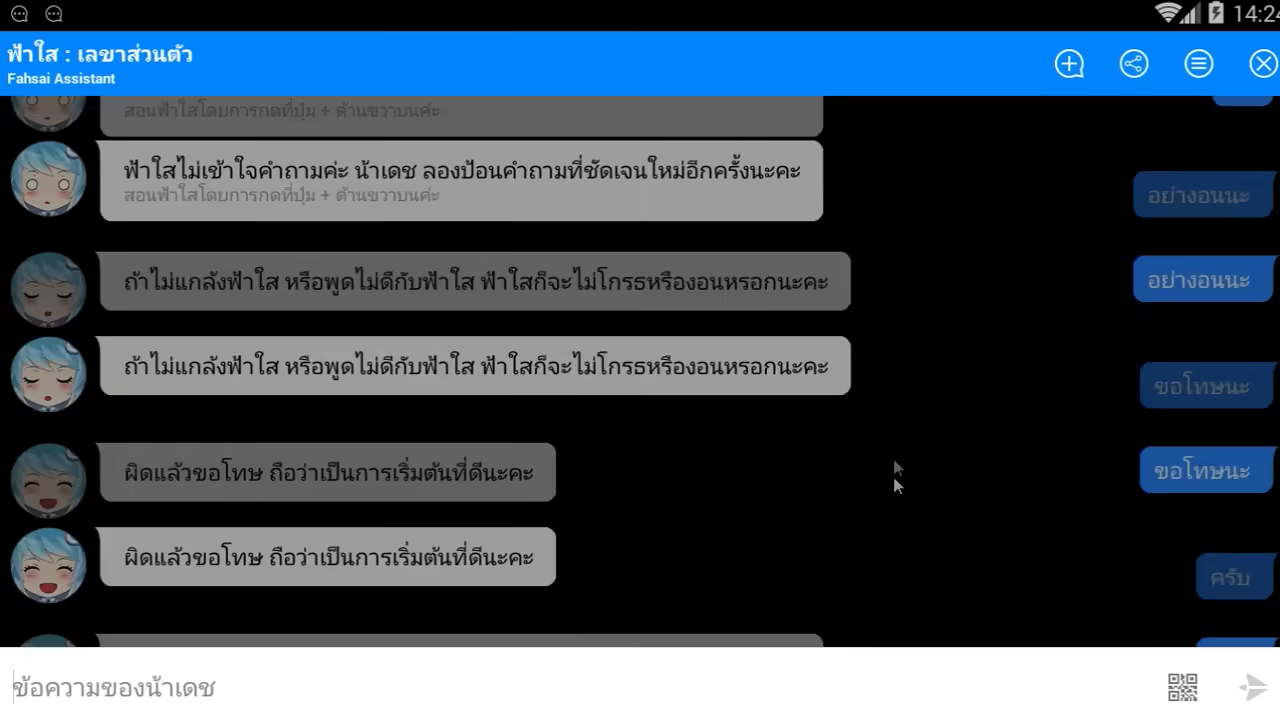 14:24
ฟ้าใส : เลขาส่วนตัว
Fahsai Assistant
สอนฟ้าใสโดยการกดที่ปุ่ม + ด้านขวาบนค่ะ
ฟ้าใสไม่เข้าใจคำถามค่ะ น้าเดช ลองป้อนคำถามที่ชัดเจนใหม่อีกครั้งนะคะ
สอนฟ้าใสโดยการกดที่ปุ่ม + ด้านขวาบนค่ะ
อย่างอนนะ
ถ้าไม่แกล้งฟ้าใส หรือพูดไม่ดีกับฟ้าใส ฟ้าใสก็จะไม่โกรธหรืองอนหรอกนะคะ
อย่างอนนะ
ถ้าไม่แกล้งฟ้าใส หรือพูดไม่ดีกับฟ้าใส ฟ้าใสก็จะไม่โกรธหรืองอนหรอกนะคะ
ขอโทษนะ
ผิดแล้วขอโทษ ถือว่าเป็นการเริ่มต้นที่ดีนะคะ
ขอโทษนะ
ผิดแล้วขอโทษ ถือว่าเป็นการเริ่มต้นที่ดีนะคะ
ครับ
ข้อความของน้าเดช